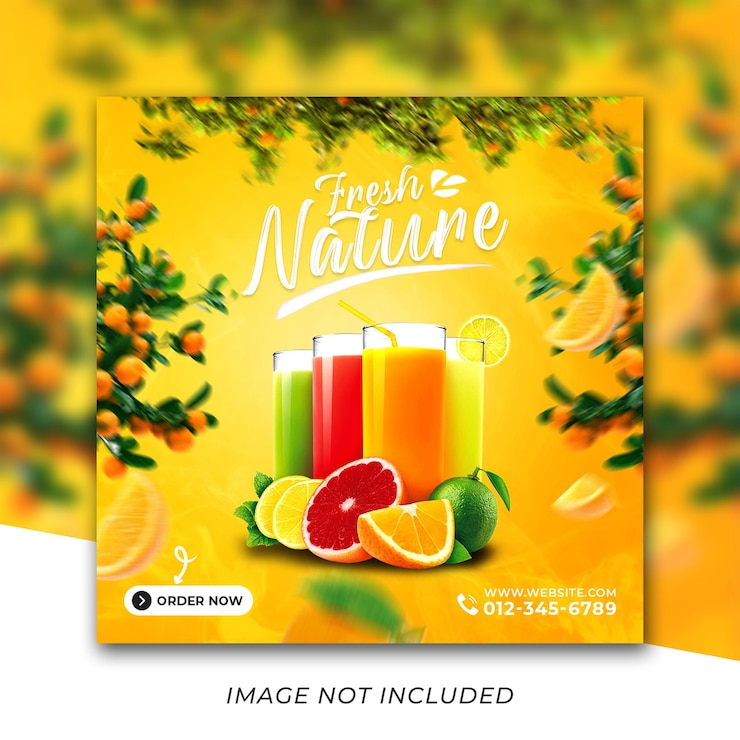 Fresh
Nature
ORDER NOW
WWW.WEBSITE.COM
012-345-6789
IMAGE NOT INCLUDED